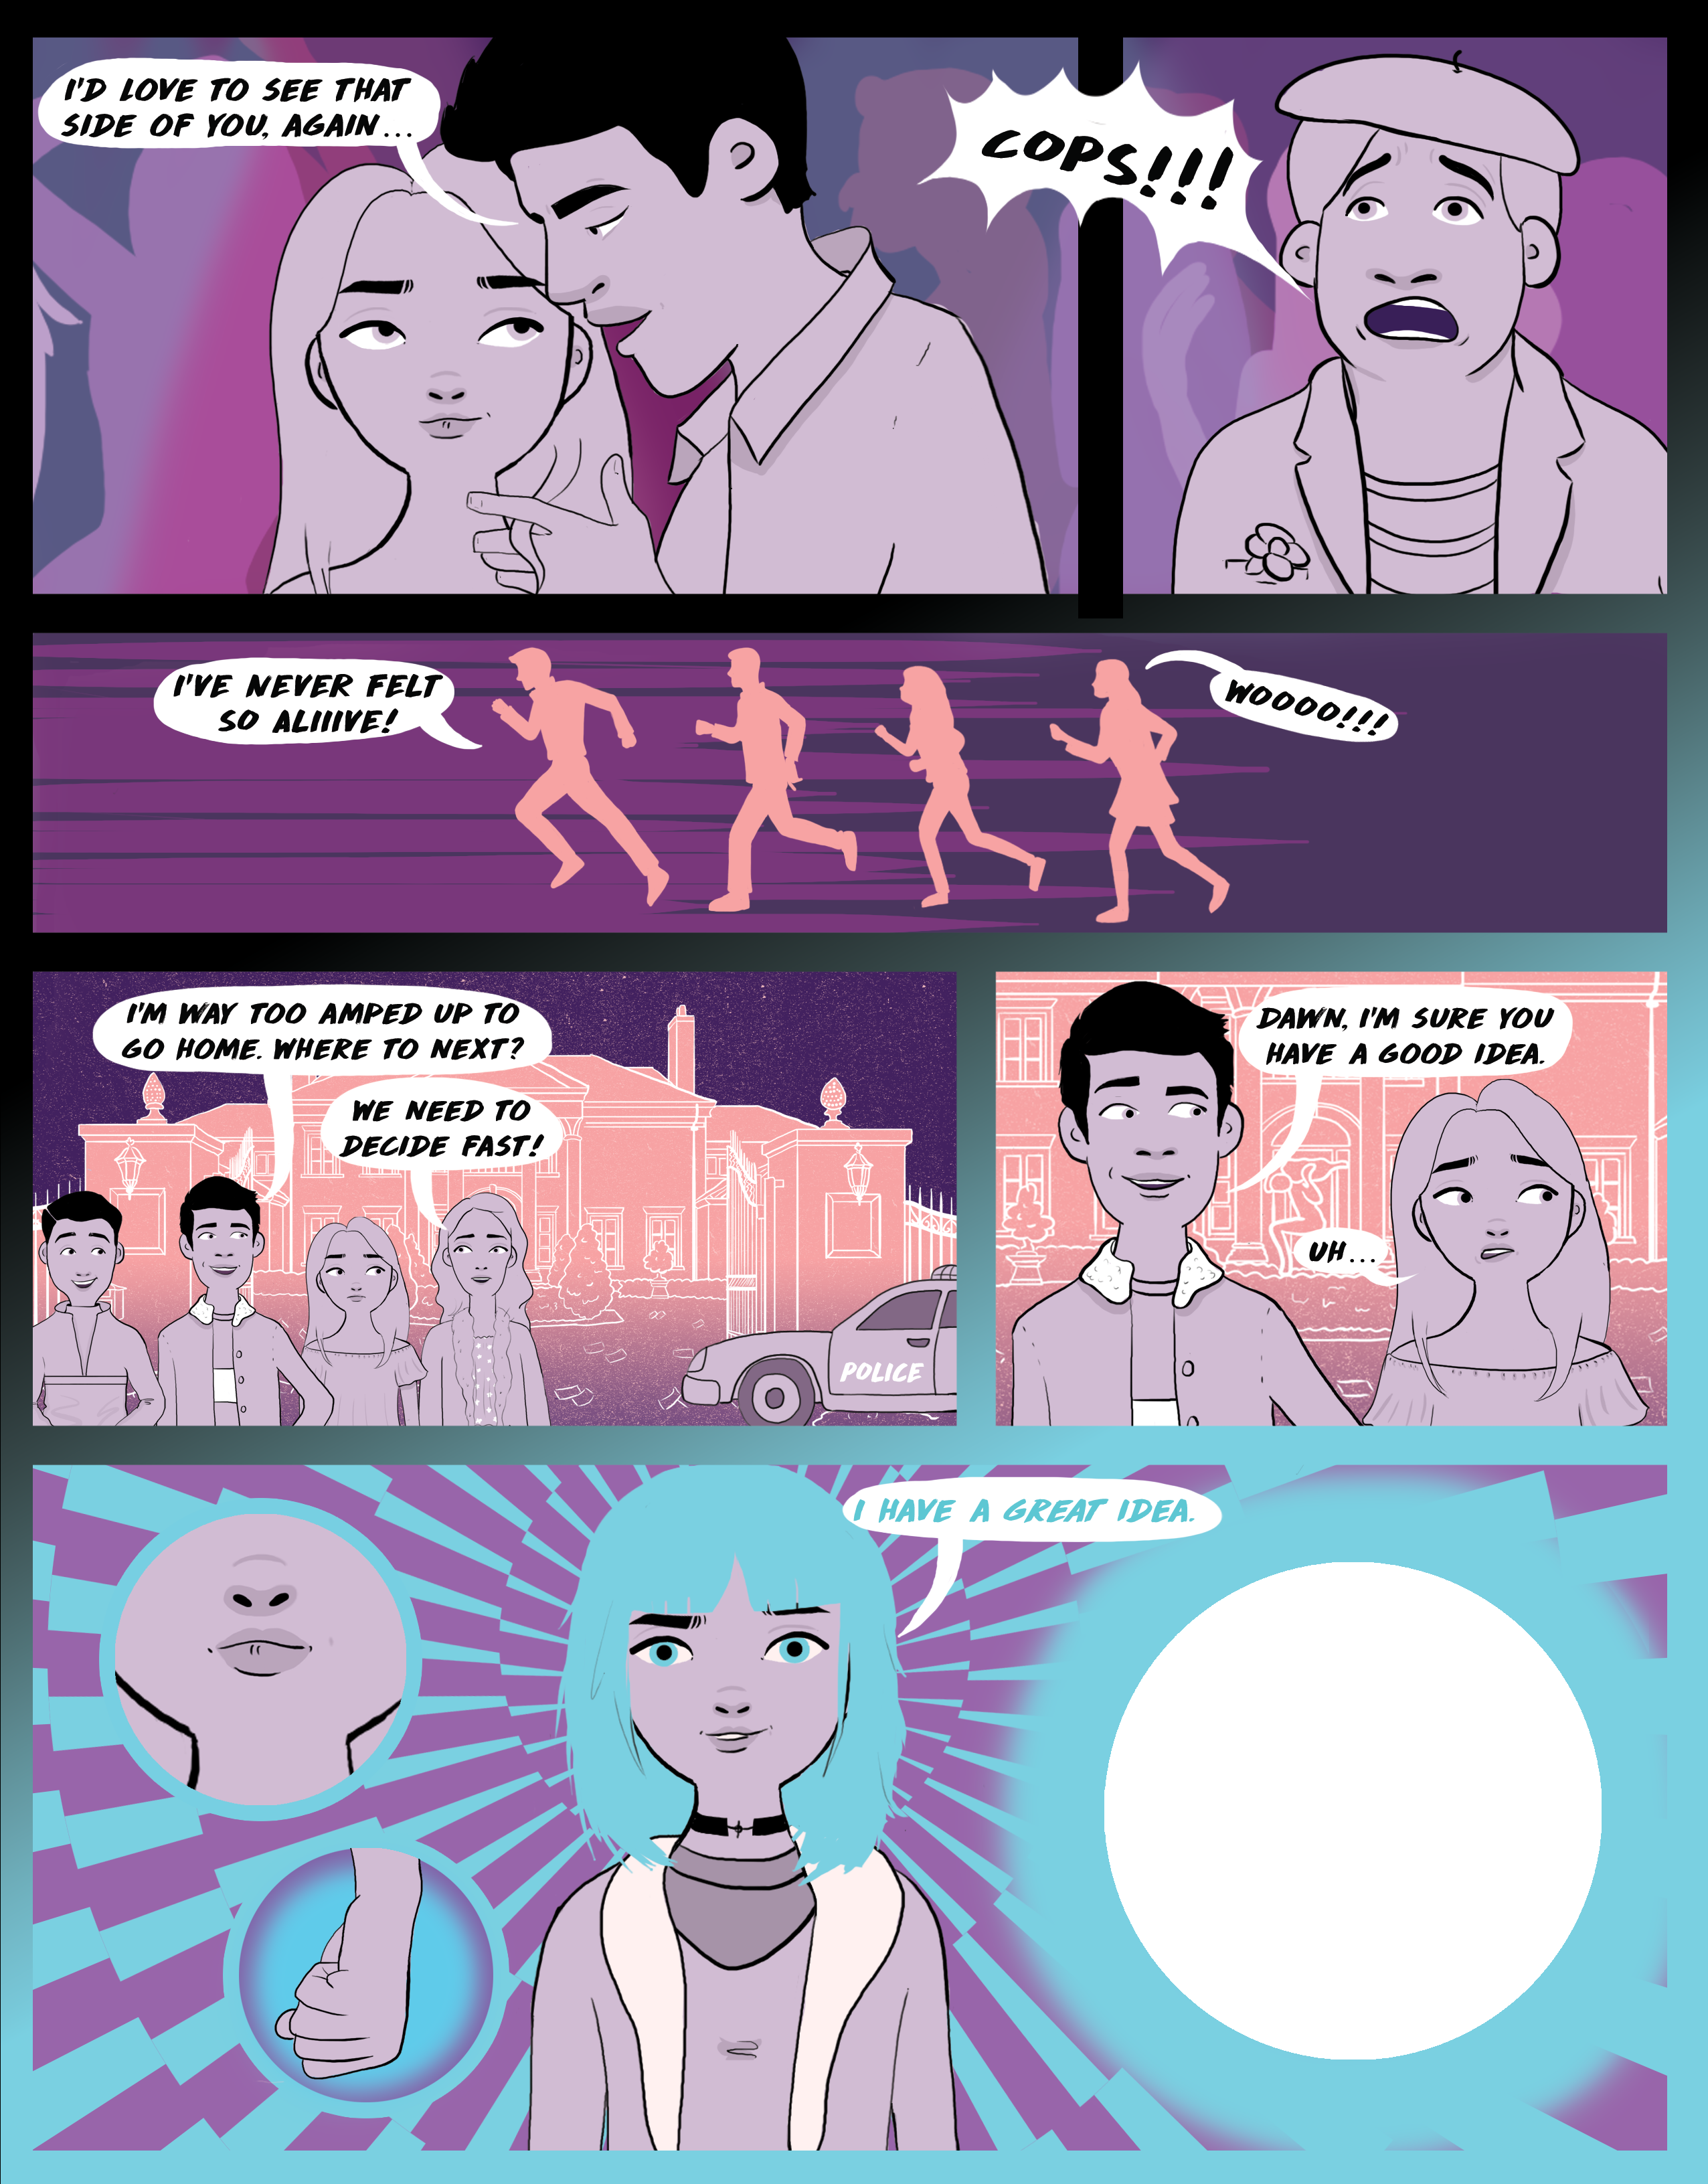 I'D LOVE TO SEE THAT
SIDE OF YOU, AGAIN...
COPS!!!
I'VE NEVER FELT
SO ALIIIIVE!
WOOOO!!!
I'M WAY TOO AMPED UP TO
GO HOME. WHERE TO NEXT?
WE NEED TO
DECIDE FAST!
POLICE
DAWN, I'M SURE YOU
HAVE A GOOD IDEA.
UH...
I HAVE A GREAT IDEA.